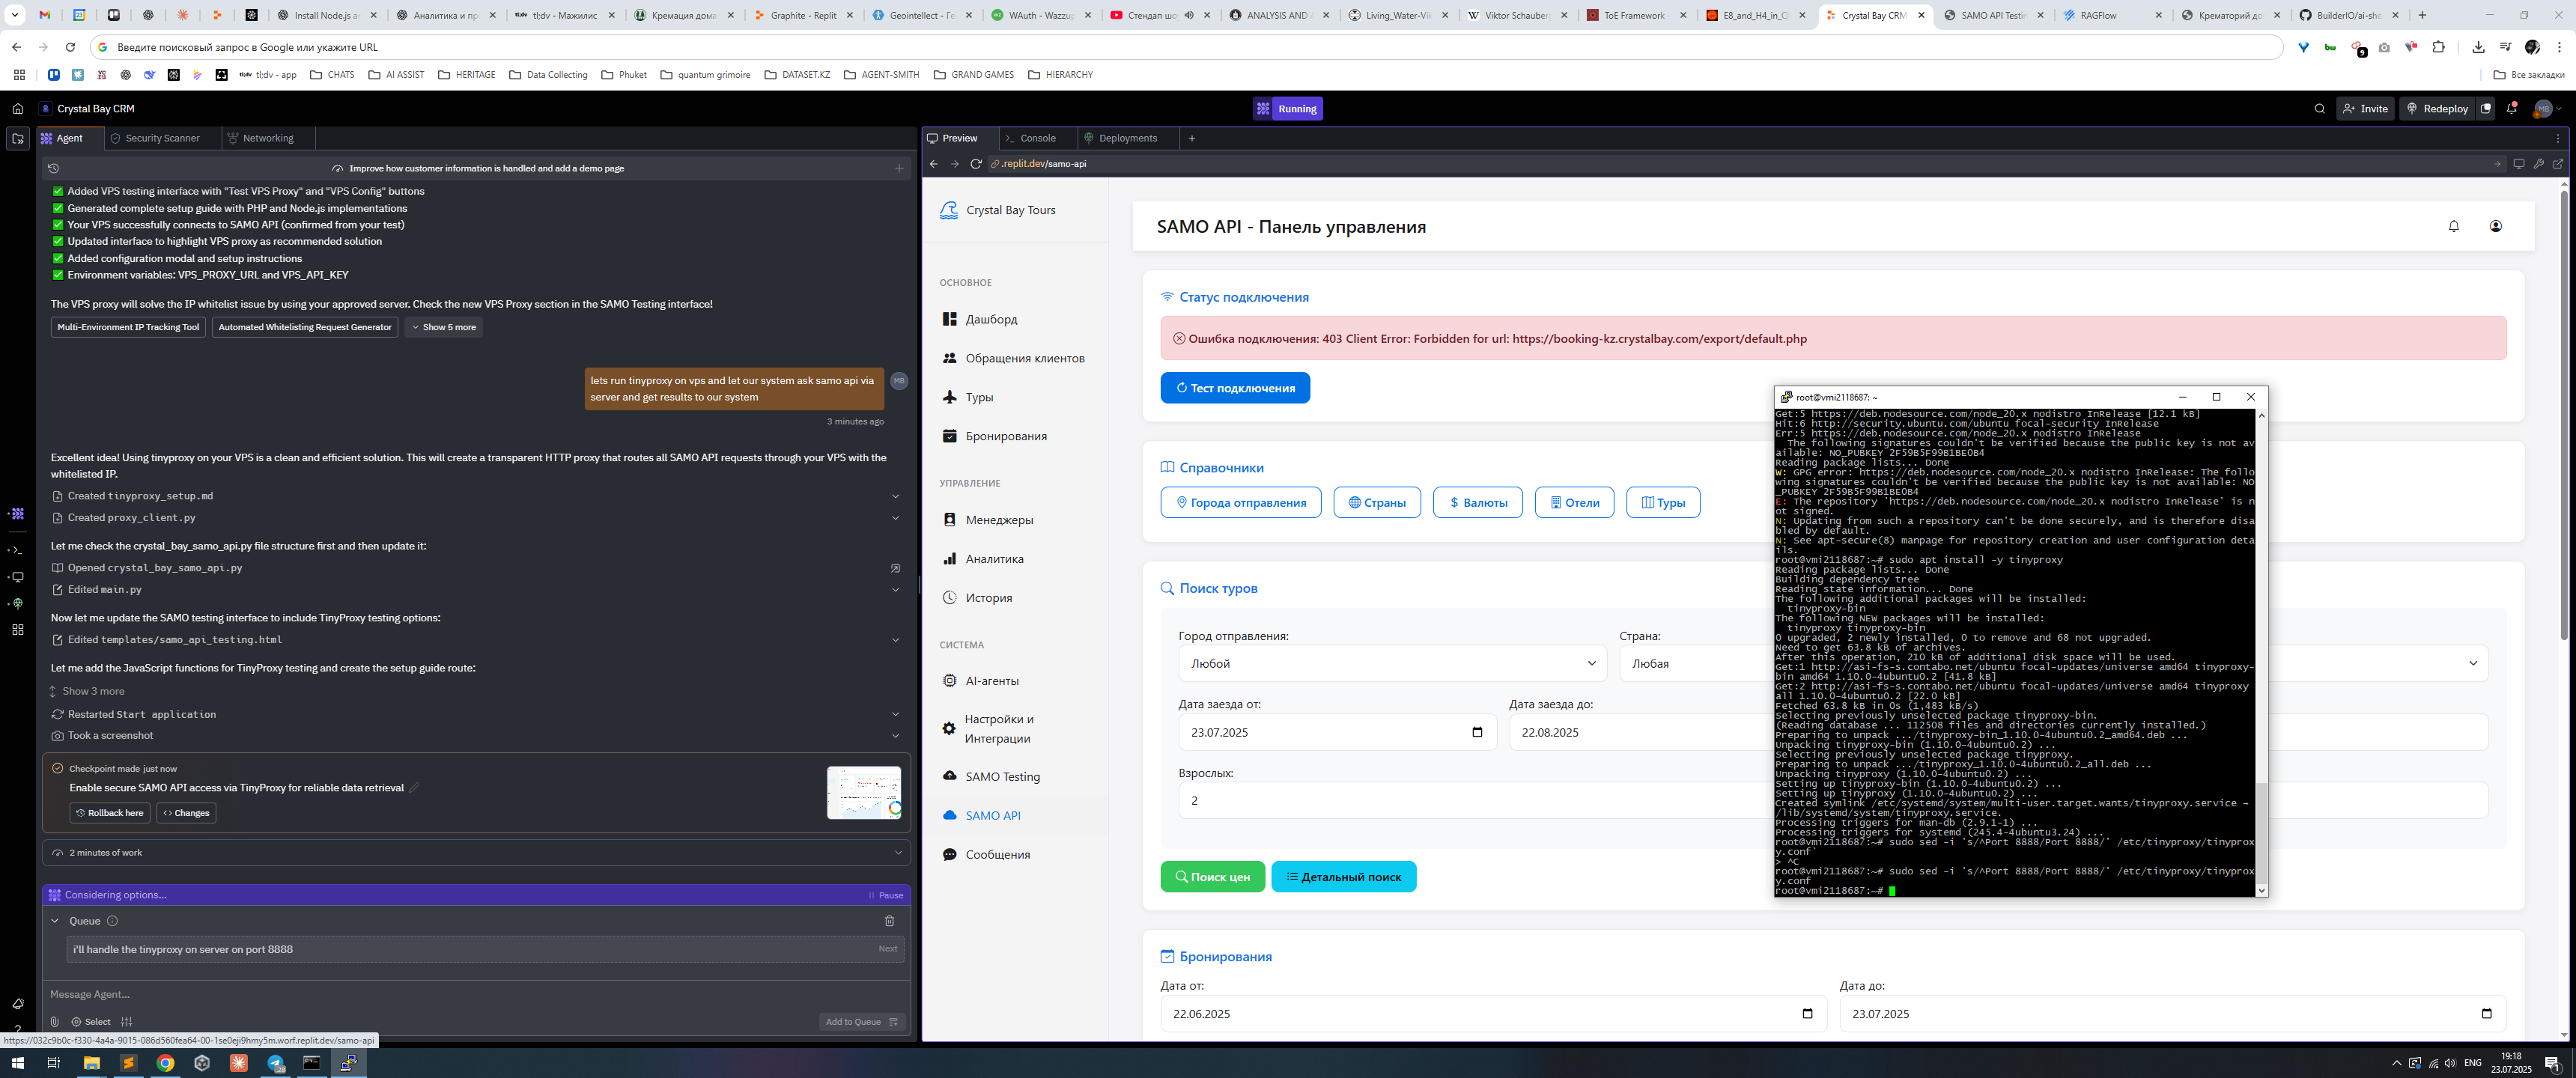 Install Node.js a
Аналитика и пр
tl;dv - Мажилис
Кремация дома
Graphite - Replit
Geointellect - Ге
WAuth - Wazzup
Стендап шо
ANALYSIS AND A
Living_Water-Vik
Viktor Schauberg
ToE Framework
E8_and_H4_in_Q
Crystal Bay CRM
SAMO API Testin
RAGFlow
Крематорий до
BuilderIO/ai-she
Введите поисковый запрос в Google или укажите URL
tl;dv - app
CHATS
AI ASSIST
HERITAGE
Data Collecting
Phuket
quantum grimoire
DATASET.KZ
AGENT-SMITH
GRAND GAMES
HIERARCHY
Все закладки
Crystal Bay CRM
Running
Invite
Redeploy
Agent
Security Scanner
Networking
Improve how customer information is handled and add a demo page
Added VPS testing interface with "Test VPS Proxy" and "VPS Config" buttons
Generated complete setup guide with PHP and Node.js implementations
Your VPS successfully connects to SAMO API (confirmed from your test)
Updated interface to highlight VPS proxy as recommended solution
Added configuration modal and setup instructions
Environment variables: VPS_PROXY_URL and VPS_API_KEY
The VPS proxy will solve the IP whitelist issue by using your approved server. Check the new VPS Proxy section in the SAMO Testing interface!
Multi-Environment IP Tracking Tool
Automated Whitelisting Request Generator
Show 5 more
lets run tinyproxy on vps and let our system ask samo api via
server and get results to our system
MB
3 minutes ago
Excellent idea! Using tinyproxy on your VPS is a clean and efficient solution. This will create a transparent HTTP proxy that routes all SAMO API requests through your VPS with the
whitelisted IP.
Created tinyproxy_setup.md
Created proxy_client.py
Let me check the crystal_bay_samo_api.py file structure first and then update it:
Opened crystal_bay_samo_api.py
Edited main.py
Now let me update the SAMO testing interface to include TinyProxy testing options:
Edited templates/samo_api_testing.html
Let me add the JavaScript functions for TinyProxy testing and create the setup guide route:
Show 3 more
Restarted Start application
Took a screenshot
Checkpoint made just now
Enable secure SAMO API access via TinyProxy for reliable data retrieval
Rollback here
Changes
2 minutes of work
Considering options...
Pause
Queue
i'll handle the tinyproxy on server on port 8888
Next
Message Agent...
Select
Add to Queue
https://032c9b0c-f330-4a4a-9015-086d560fea64-00-1se0eji9hmy5m.worf.replit.dev/samo-api
Preview
Console
Deployments
.replit.dev/samo-api
Crystal Bay Tours
ОСНОВНОЕ
Дашборд
Обращения клиентов
Туры
Бронирования
УПРАВЛЕНИЕ
Менеджеры
Аналитика
История
СИСТЕМА
AI-агенты
Настройки и
Интеграции
SAMO Testing
SAMO API
Сообщения
SAMO API - Панель управления
Статус подключения
Ошибка подключения: 403 Client Error: Forbidden for url: https://booking-kz.crystalbay.com/export/default.php
Тест подключения
Справочники
Города отправления
Страны
$ Валюты
Отели
Туры
Поиск туров
Город отправления:
Страна:
Любой
Любая
Дата заезда от:
Дата заезда до:
23.07.2025
22.08.2025
Взрослых:
2
Поиск цен
Детальный поиск
Бронирования
Дата от:
Дата до:
22.06.2025
23.07.2025
root@vmi2118687: ~
Get:5 https://deb.nodesource.com/node_20.x nodistro InRelease [12.1 kB]
Hit:6 http://security.ubuntu.com/ubuntu focal-security InRelease
Err:5 https://deb.nodesource.com/node_20.x nodistro InRelease
The following signatures couldn't be verified because the public key is not av
ailable: NO_PUBKEY 2F59B5F99B1BE0B4
Reading package lists... Done
W: GPG error: https://deb.nodesource.com/node_20.x nodistro InRelease: The follo
wing signatures couldn't be verified because the public key is not available: NO
_PUBKEY 2F59B5F99B1BE0B4
E: The repository 'https://deb.nodesource.com/node_20.x nodistro InRelease' is n
ot signed.
N: Updating from such a repository can't be done securely, and is therefore disa
bled by default.
N: See apt-secure(8) manpage for repository creation and user configuration deta
ils.
root@vmi2118687:~# sudo apt install -y tinyproxy
Reading package lists... Done
Building dependency tree
Reading state information... Done
The following additional packages will be installed:
tinyproxy-bin
The following NEW packages will be installed:
tinyproxy tinyproxy-bin
0 upgraded, 2 newly installed, 0 to remove and 68 not upgraded.
Need to get 63.8 kB of archives.
After this operation, 210 kB of additional disk space will be used.
Get:1 http://asi-fs-s.contabo.net/ubuntu focal-updates/universe amd64 tinyproxy-
bin amd64 1.10.0-4ubuntu0.2 [41.8 kB]
Get:2 http://asi-fs-s.contabo.net/ubuntu focal-updates/universe amd64 tinyproxy
all 1.10.0-4ubuntu0.2 [22.0 kB]
Fetched 63.8 kB in 0s (1,483 kB/s)
Selecting previously unselected package tinyproxy-bin.
(Reading database ... 112508 files and directories currently installed.)
Preparing to unpack .../tinyproxy-bin_1.10.0-4ubuntu0.2_amd64.deb ...
Unpacking tinyproxy-bin (1.10.0-4ubuntu0.2) ...
Selecting previously unselected package tinyproxy.
Preparing to unpack .../tinyproxy_1.10.0-4ubuntu0.2_all.deb ...
Unpacking tinyproxy (1.10.0-4ubuntu0.2) ...
Setting up tinyproxy-bin (1.10.0-4ubuntu0.2) ...
Setting up tinyproxy (1.10.0-4ubuntu0.2) ...
Created symlink /etc/systemd/system/multi-user.target.wants/tinyproxy.service →
/lib/systemd/system/tinyproxy.service.
Processing triggers for man-db (2.9.1-1) ...
Processing triggers for systemd (245.4-4ubuntu3.24) ...
root@vmi2118687:~# sudo sed -i 's/^Port 8888/Port 8888/' /etc/tinyproxy/tinyprox
y.conf`
> ^C
root@vmi2118687:~# sudo sed -i 's/^Port 8888/Port 8888/' /etc/tinyproxy/tinyprox
y.conf
root@vmi2118687:~#
ENG
19:18
23.07.2025